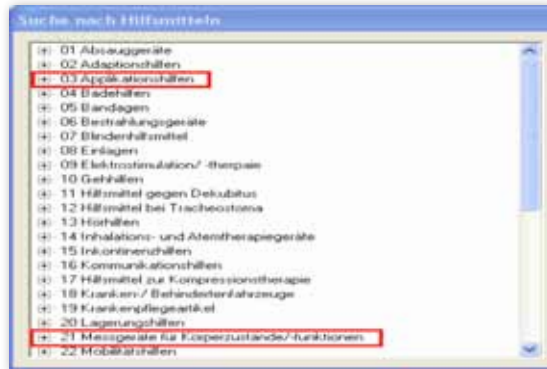 Suche nach Hilfsmitteln
01 Absauggeräte
02 Adaptionshilfen
03 Applikationshilfen
04 Badehilfen
05 Bandagen
06 Bestrahlungsgeräte
07 Blindenhilfsmittel
08 Einlagen
09 Elektrostimulation/ -therpaie
10 Gehhilfen
11 Hilfsmittel gegen Dekubitus
12 Hilfsmittel bei Tracheostoma
13 Hörhilfen
14 Inhalations- und Atemtherapiegeräte
15 Inkontinenzhilfen
16 Kommunikationshilfen
17 Hilfsmittel zur Kompressionstherapie
18 Kranken-/ Behindertenfahrzeuge
19 Krankenpflegeartikel
20 Lagerungshilfen
21 Messgeräte für Körperzustände/-funktionen
22 Mobilitätshilfen